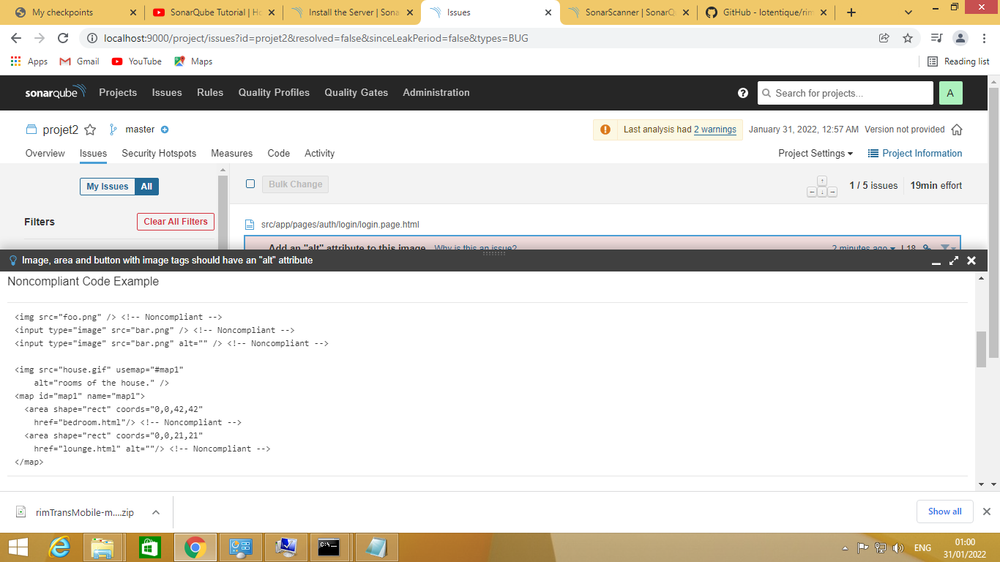 My checkpoints
SonarQube Tutorial | Ho
Install the Server | Sona
Issues
SonarScanner | SonarQ
GitHub - lotentique/rim
localhost:9000/project/issues?id=projet2&resolved=false&sinceLeakPeriod=false&types=BUG
Apps Gmail YouTube Maps Reading list
sonarqube Projects Issues Rules Quality Profiles Quality Gates Administration Search for projects... A
projet2 master Last analysis had 2 warnings January 31, 2022, 12:57 AM Version not provided
Overview Issues Security Hotspots Measures Code Activity Project Settings Project Information
My Issues All Bulk Change 1 / 5 issues 19min effort
Filters Clear All Filters
src/app/pages/auth/login/login.page.html
Add an "alt" attribute to this image Why is this an issue? 2 minutes ago L18
Image, area and button with image tags should have an "alt" attribute
Noncompliant Code Example
<img src="foo.png" /> <!-- Noncompliant -->
<input type="image" src="bar.png" /> <!-- Noncompliant -->
<input type="image" src="bar.png" alt="" /> <!-- Noncompliant -->
<img src="house.gif" usemap="#map1"
alt="rooms of the house." />
<map id="map1" name="map1">
<area shape="rect" coords="0,0,42,42"
href="bedroom.html"/> <!-- Noncompliant -->
<area shape="rect" coords="0,0,21,21"
href="lounge.html" alt=""/> <!-- Noncompliant -->
</map>
rimTransMobile-m....zip Show all
C:\
ENG
01:00
31/01/2022